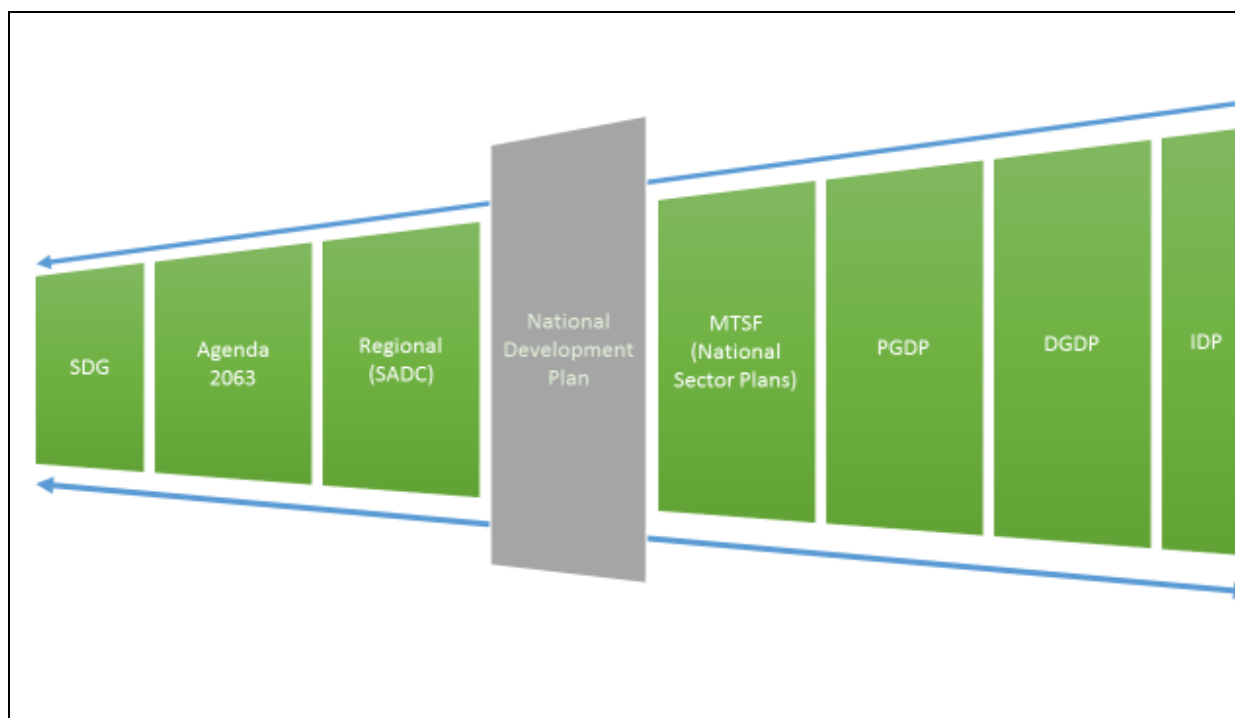 SDG
Agenda
2063
Regional
(SADC)
National
Development
Plan
MTSF
(National
Sector Plans)
PGDP
DGDP
IDP